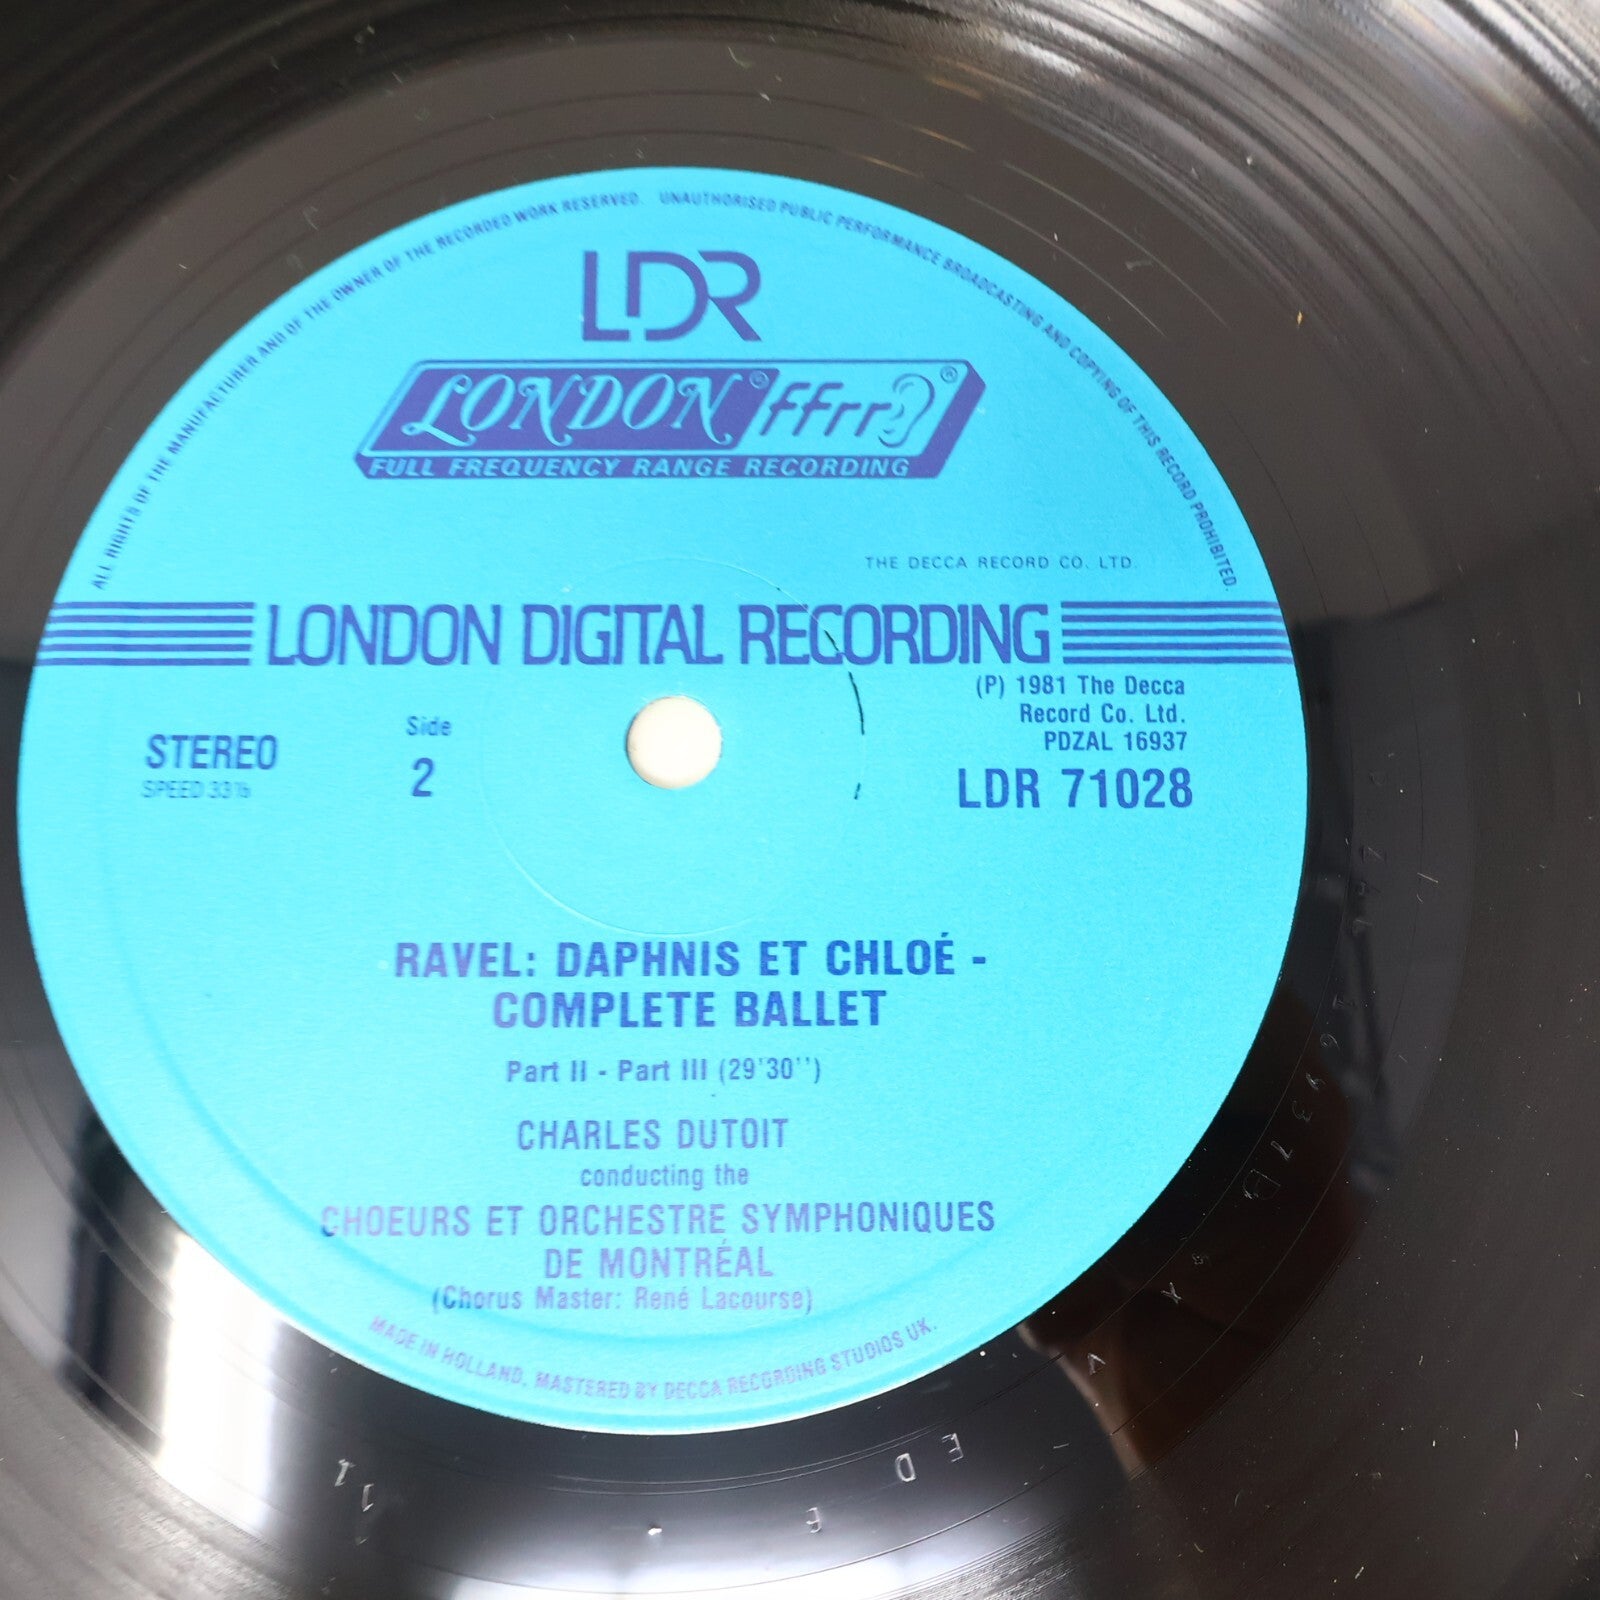 ALL RIGHTS OF THE MANUFACTURER AND OF THE OWNER OF THE RECORDED WORK RESERVED. UNAUTHORISED PUBLIC PERFORMANCE BROADCASTING AND COPYING OF THIS RECORD PROHIBITED.
LDR
LONDON® ffrr®
FULL FREQUENCY RANGE RECORDING
THE DECCA RECORD CO. LTD.
LONDON DIGITAL RECORDING
(P) 1981 The Decca
Record Co. Ltd.
PDZAL 16937
LDR 71028
STEREO
SPEED 33⅓
Side
2
RAVEL: DAPHNIS ET CHLOÉ -
COMPLETE BALLET
Part II - Part III (29'30'')
CHARLES DUTOIT
conducting the
CHOEURS ET ORCHESTRE SYMPHONIQUES
DE MONTRÉAL
(Chorus Master: René Lacourse)
MADE IN HOLLAND. MASTERED BY DECCA RECORDING STUDIOS UK.